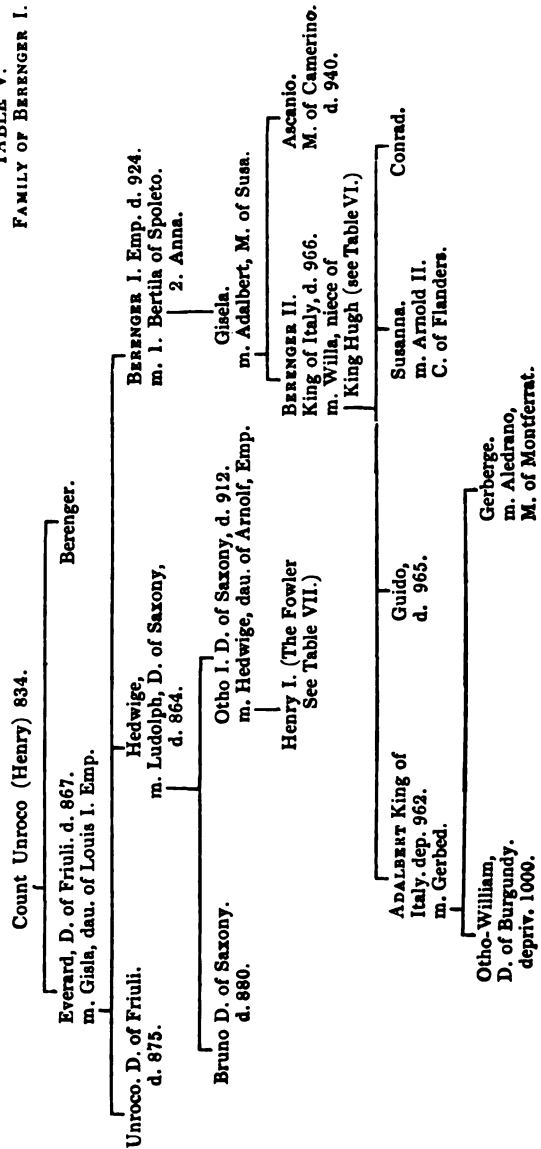 TABLE V.
FAMILY OF BERENGER I.
Count Unroco (Henry) 834.
Everard, D. of Friuli. d. 867.
m. Gisla, dau. of Louis I. Emp.
Berenger.
Unroco. D. of Friuli.
d. 875.
Hedwige,
m. Ludolph, D. of Saxony,
d. 864.
BERENGER I. Emp. d. 924.
m. 1. Bertila of Spoleto.
2. Anna.
Bruno D. of Saxony.
d. 880.
Otho I. D. of Saxony, d. 912.
m. Hedwige, dau. of Arnolf, Emp.
Gisela.
m. Adalbert, M. of Susa.
Henry I. (The Fowler
See Table VII.)
BERENGER II.
King of Italy, d. 966.
m. Willa, niece of
King Hugh (see Table VI.)
Ascanio.
M. of Camerino.
d. 940.
ADALBERT King of
Italy. dep. 962.
m. Gerbed.
Guido,
d. 965.
Susanna.
m. Arnold II.
C. of Flanders.
Conrad.
Otho-William,
D. of Burgundy.
depriv. 1000.
Gerberge.
m. Aledrano,
M. of Montferrat.